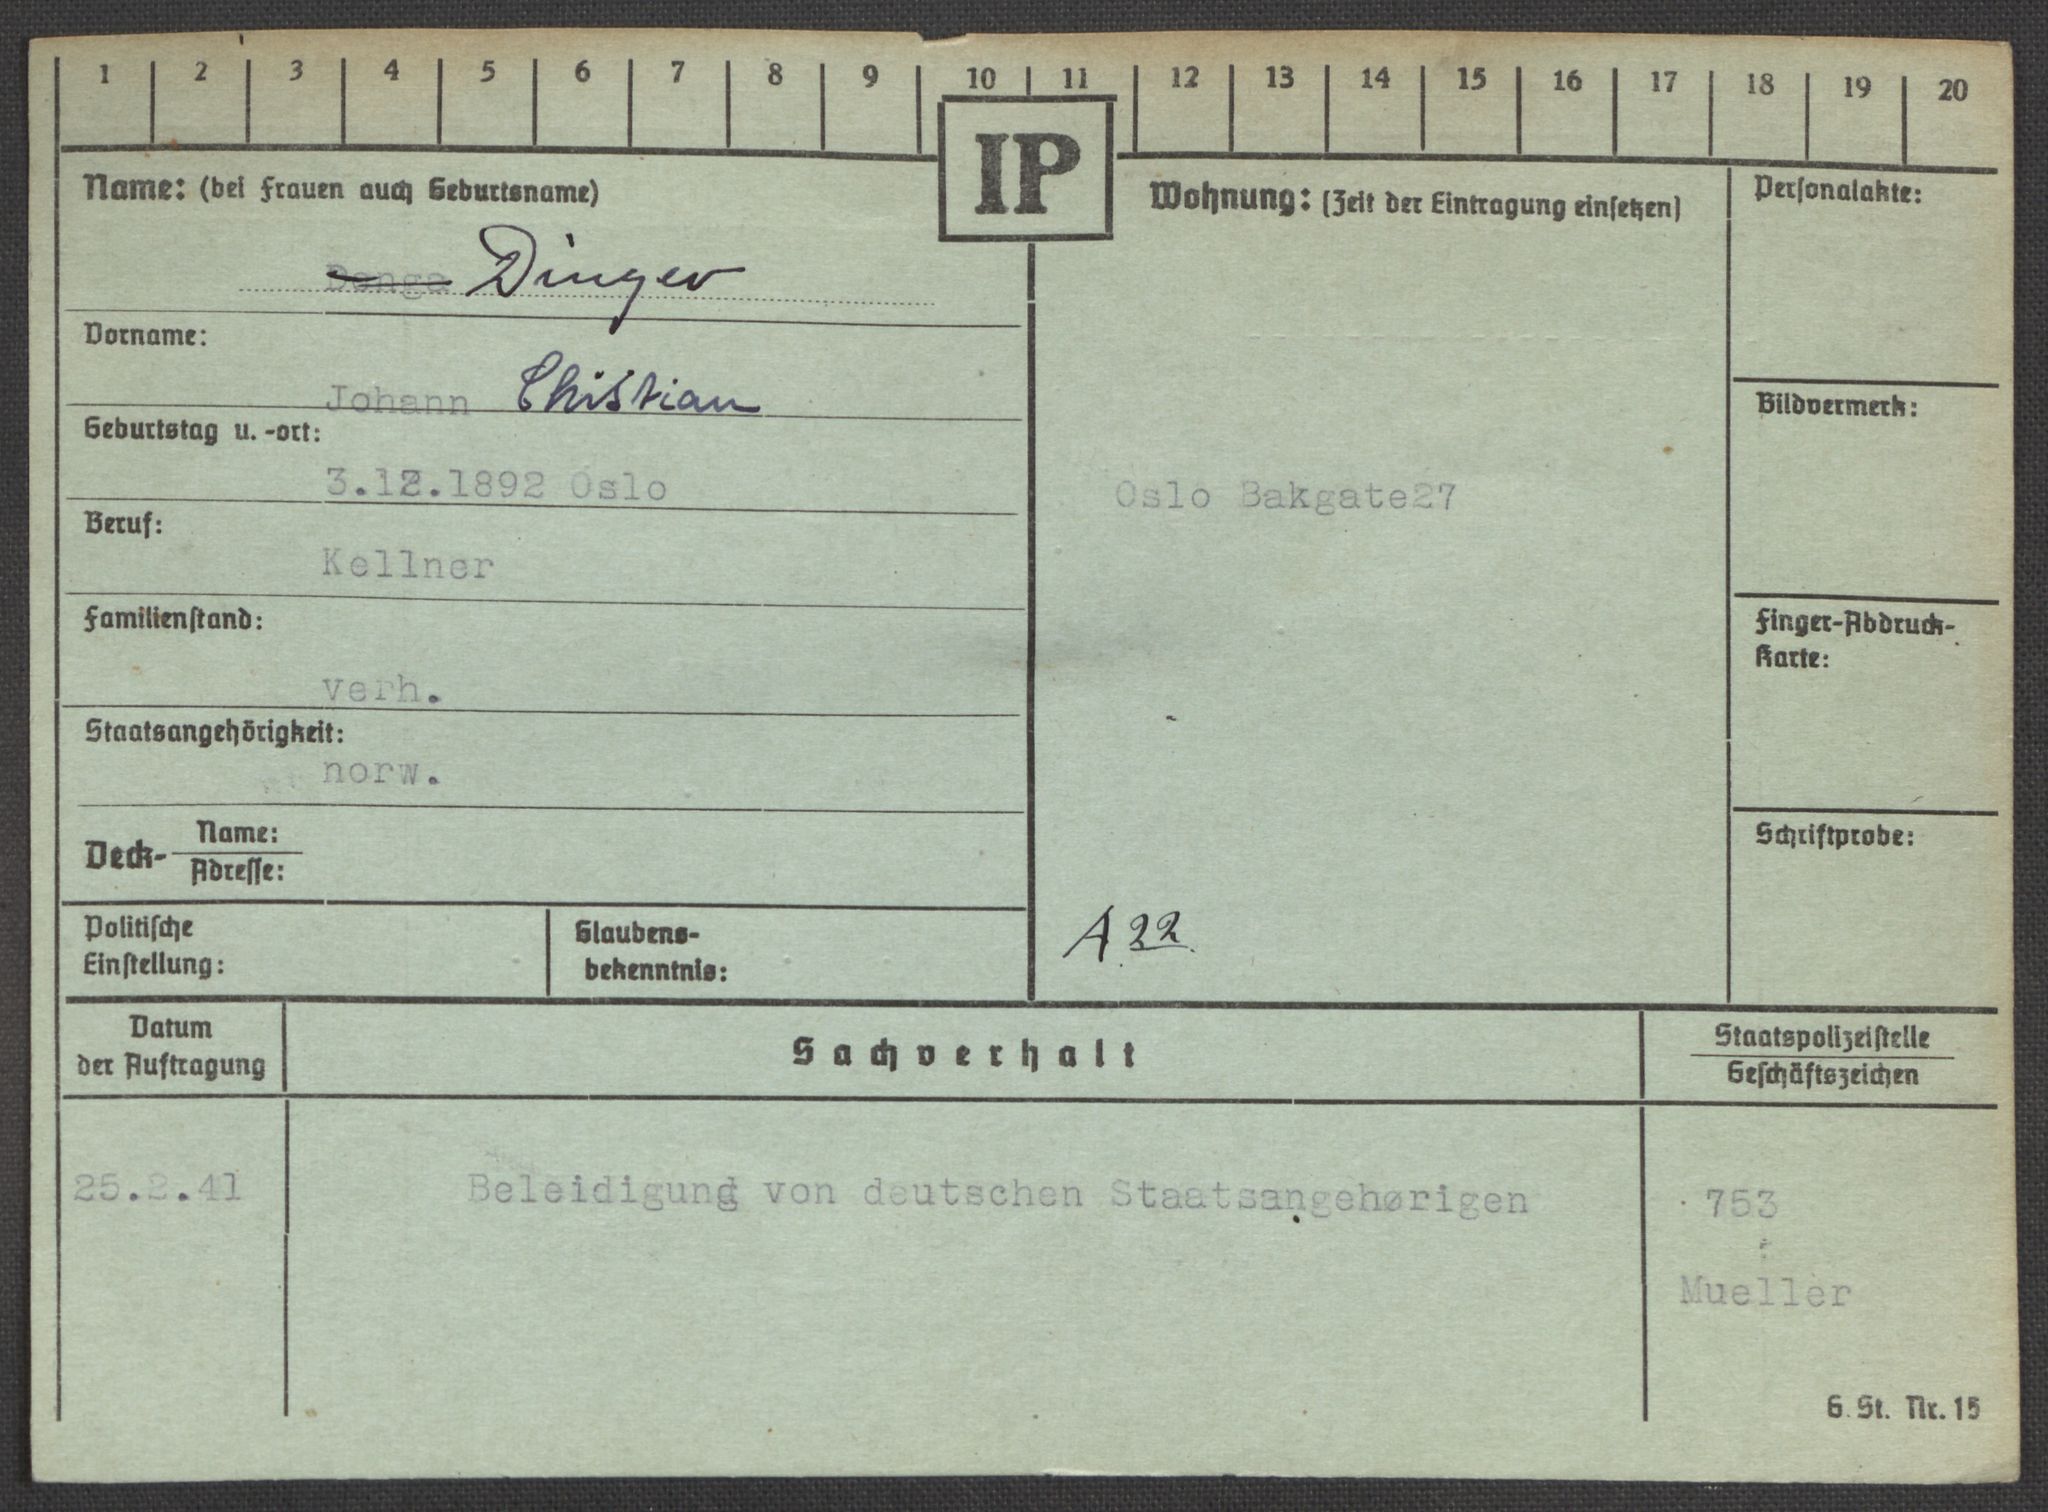 1 2 3 4 5 6 7 8 9 10 11 12 13 14 15 16 17 18 19 20
IP
Name: (bei Frauen auch Geburtsname)
Denga Dinger
Vorname:
Johann Christian
Geburtstag u. -ort:
3.12.1892 Oslo
Beruf:
Kellner
Familienstand:
verh.
Staatsangehörigkeit:
norw.
Deck- Name:
Adresse:
Politische
Einstellung:
Glaubens-
bekenntnis:
Wohnung: (Zeit der Eintragung einsetzen)
Oslo Bakgate27
A 22
Personalakte:
Bildvermerk:
Finger-Abdruck-
Karte:
Schriftprobe:
Datum
der Auftragung
Sachverhalt
Staatspolizeistelle
Geschäftszeichen
25.2.41 Beleidigung von deutschen Staatsangehørigen 753
Mueller
G. St. Nr. 15